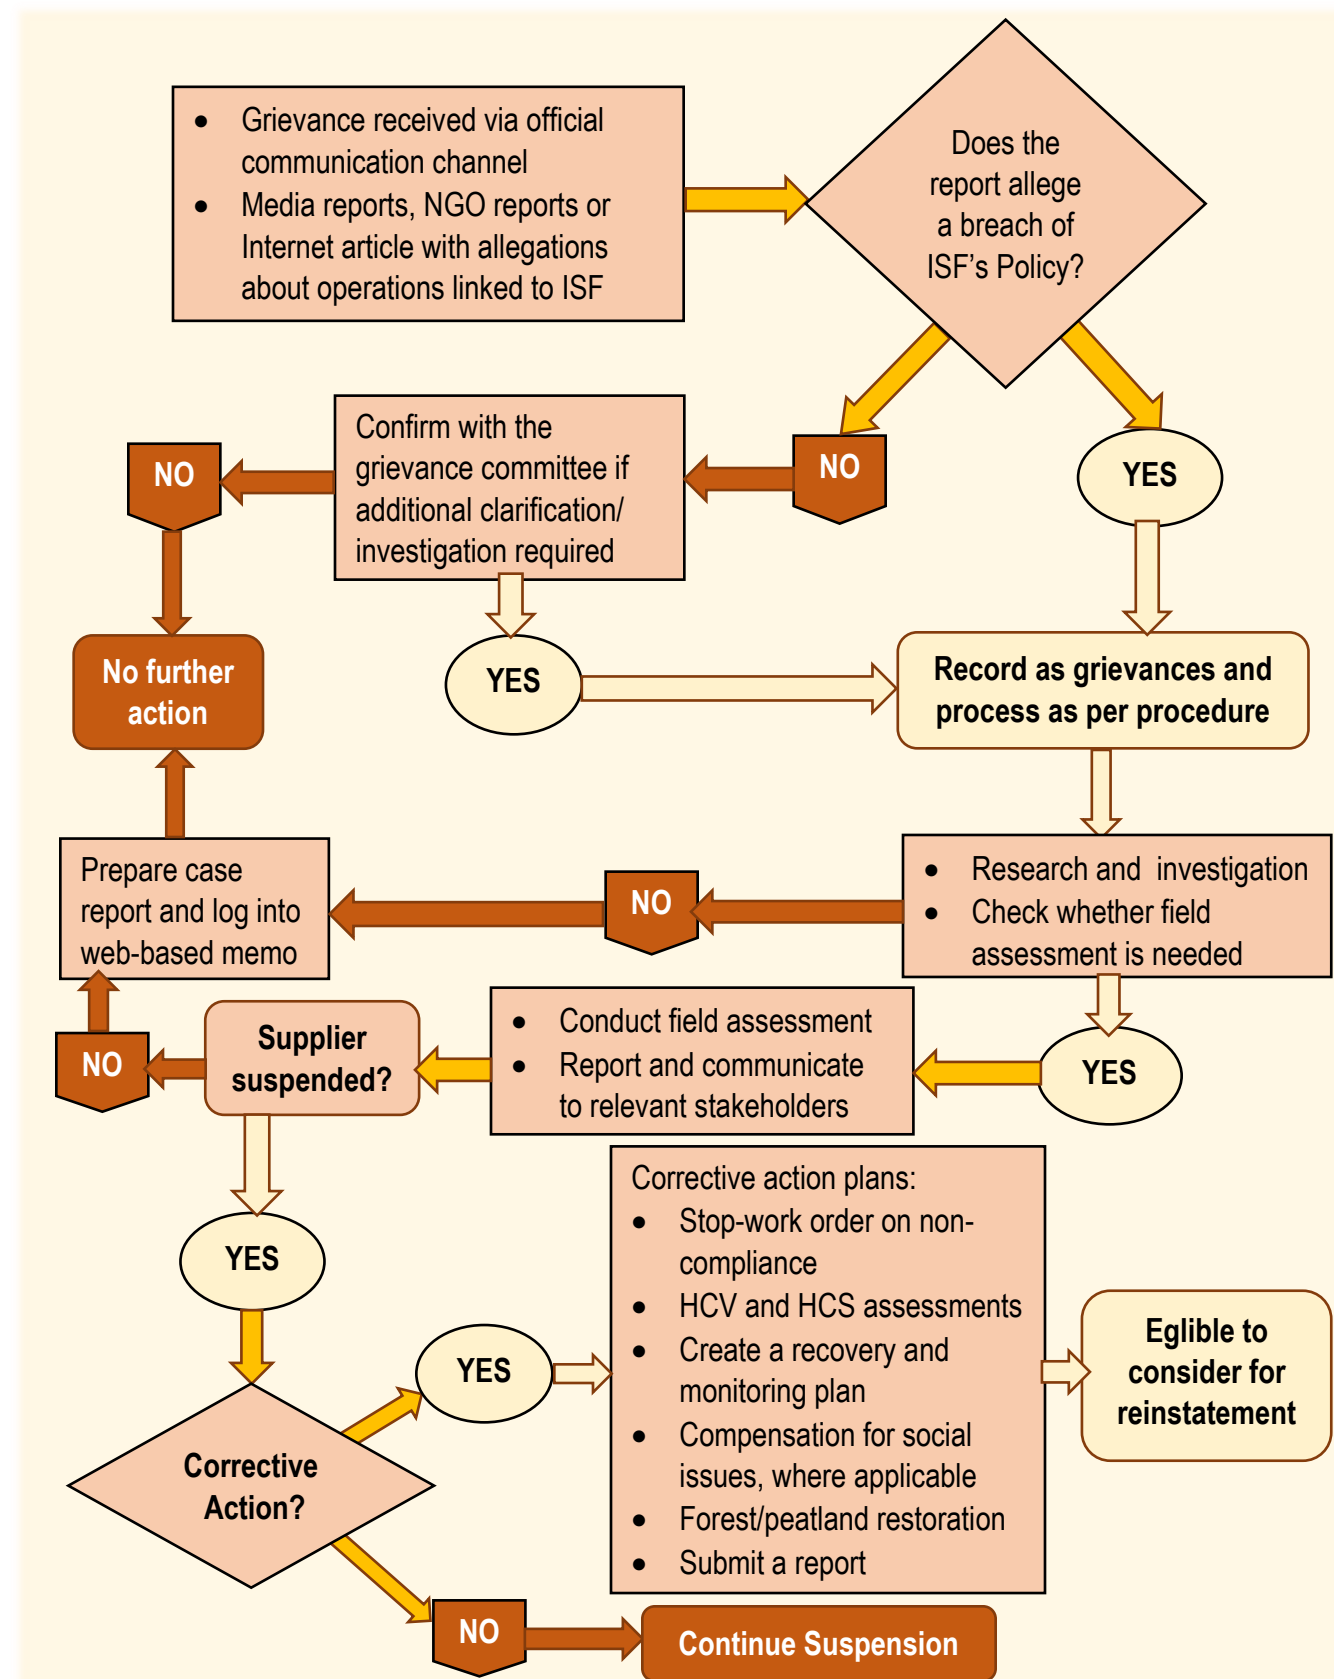 • Grievance received via official
communication channel
• Media reports, NGO reports or
Internet article with allegations
about operations linked to ISF
Does the
report allege
a breach of
ISF’s Policy?
NO
YES
Confirm with the
grievance committee if
additional clarification/
investigation required
NO
YES
No further
action
Record as grievances and
process as per procedure
• Research and investigation
• Check whether field
assessment is needed
NO
Prepare case
report and log into
web-based memo
YES
• Conduct field assessment
• Report and communicate
to relevant stakeholders
Supplier
suspended?
NO
YES
Corrective
Action?
YES
Corrective action plans:
• Stop-work order on non-
compliance
• HCV and HCS assessments
• Create a recovery and
monitoring plan
• Compensation for social
issues, where applicable
• Forest/peatland restoration
• Submit a report
Eglible to
consider for
reinstatement
NO
Continue Suspension